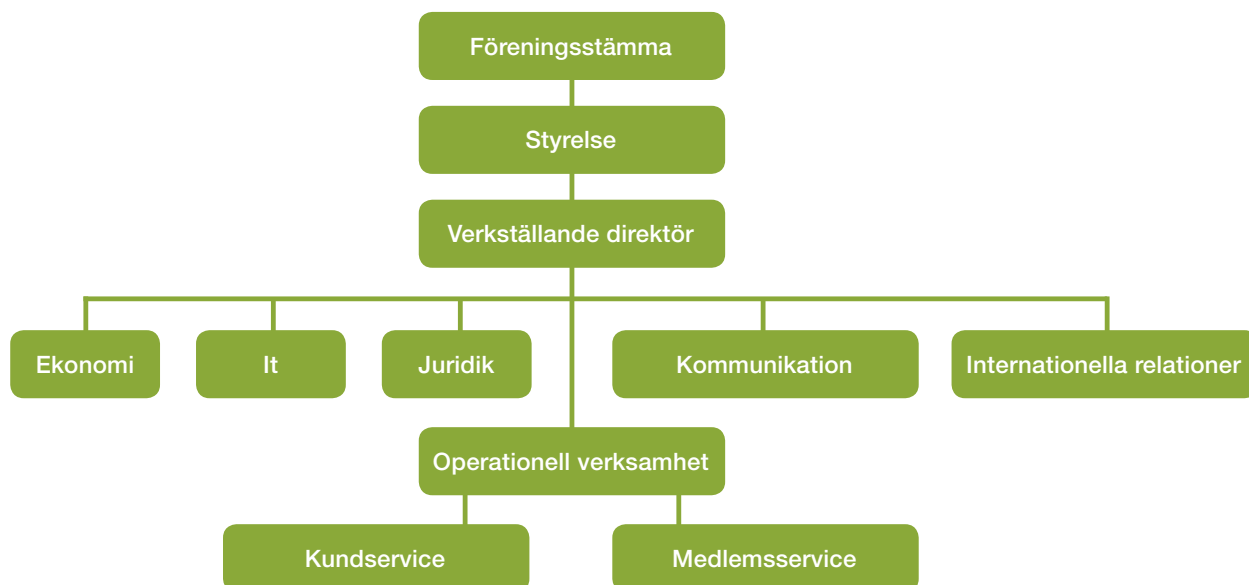 Föreningsstämma
Styrelse
Verkställande direktör
Ekonomi
It
Juridik
Kommunikation
Internationella relationer
Operationell verksamhet
Kundservice
Medlemsservice